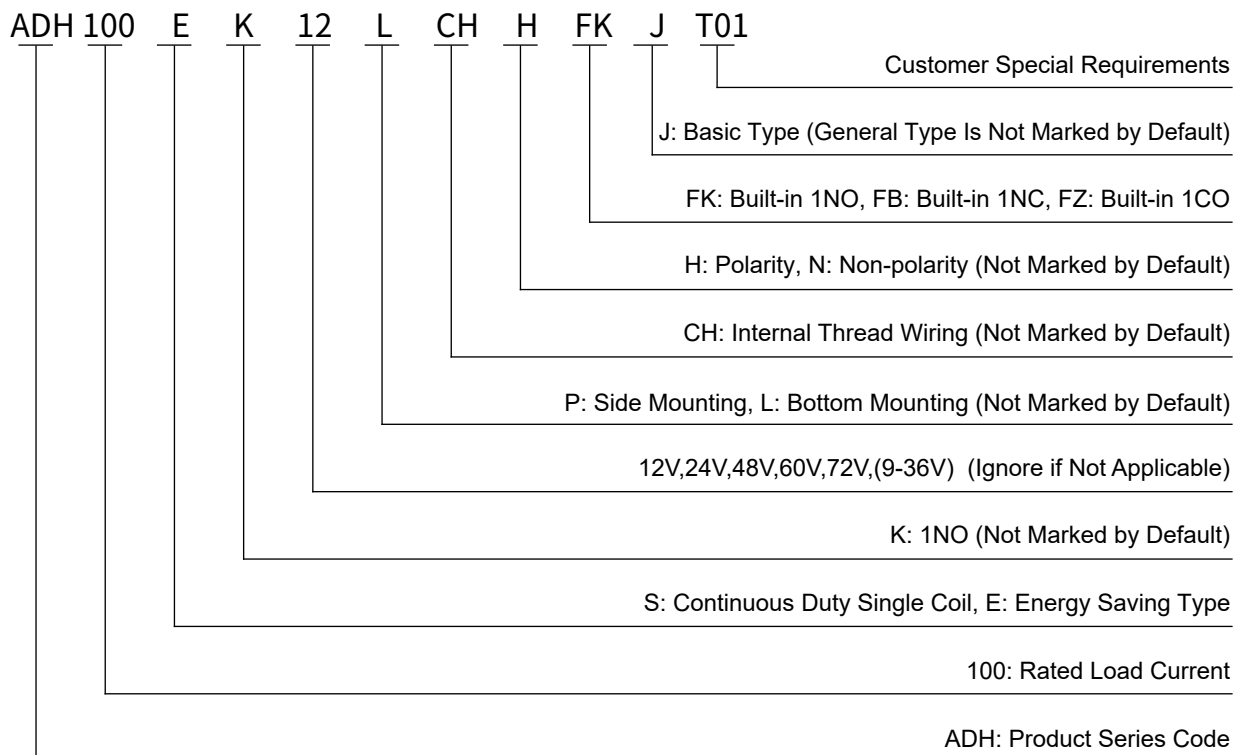 ADH 100 E K 12 L CH H FK J T01
Customer Special Requirements
J: Basic Type (General Type Is Not Marked by Default)
FK: Built-in 1NO, FB: Built-in 1NC, FZ: Built-in 1CO
H: Polarity, N: Non-polarity (Not Marked by Default)
CH: Internal Thread Wiring (Not Marked by Default)
P: Side Mounting, L: Bottom Mounting (Not Marked by Default)
12V,24V,48V,60V,72V,(9-36V) (Ignore if Not Applicable)
K: 1NO (Not Marked by Default)
S: Continuous Duty Single Coil, E: Energy Saving Type
100: Rated Load Current
ADH: Product Series Code